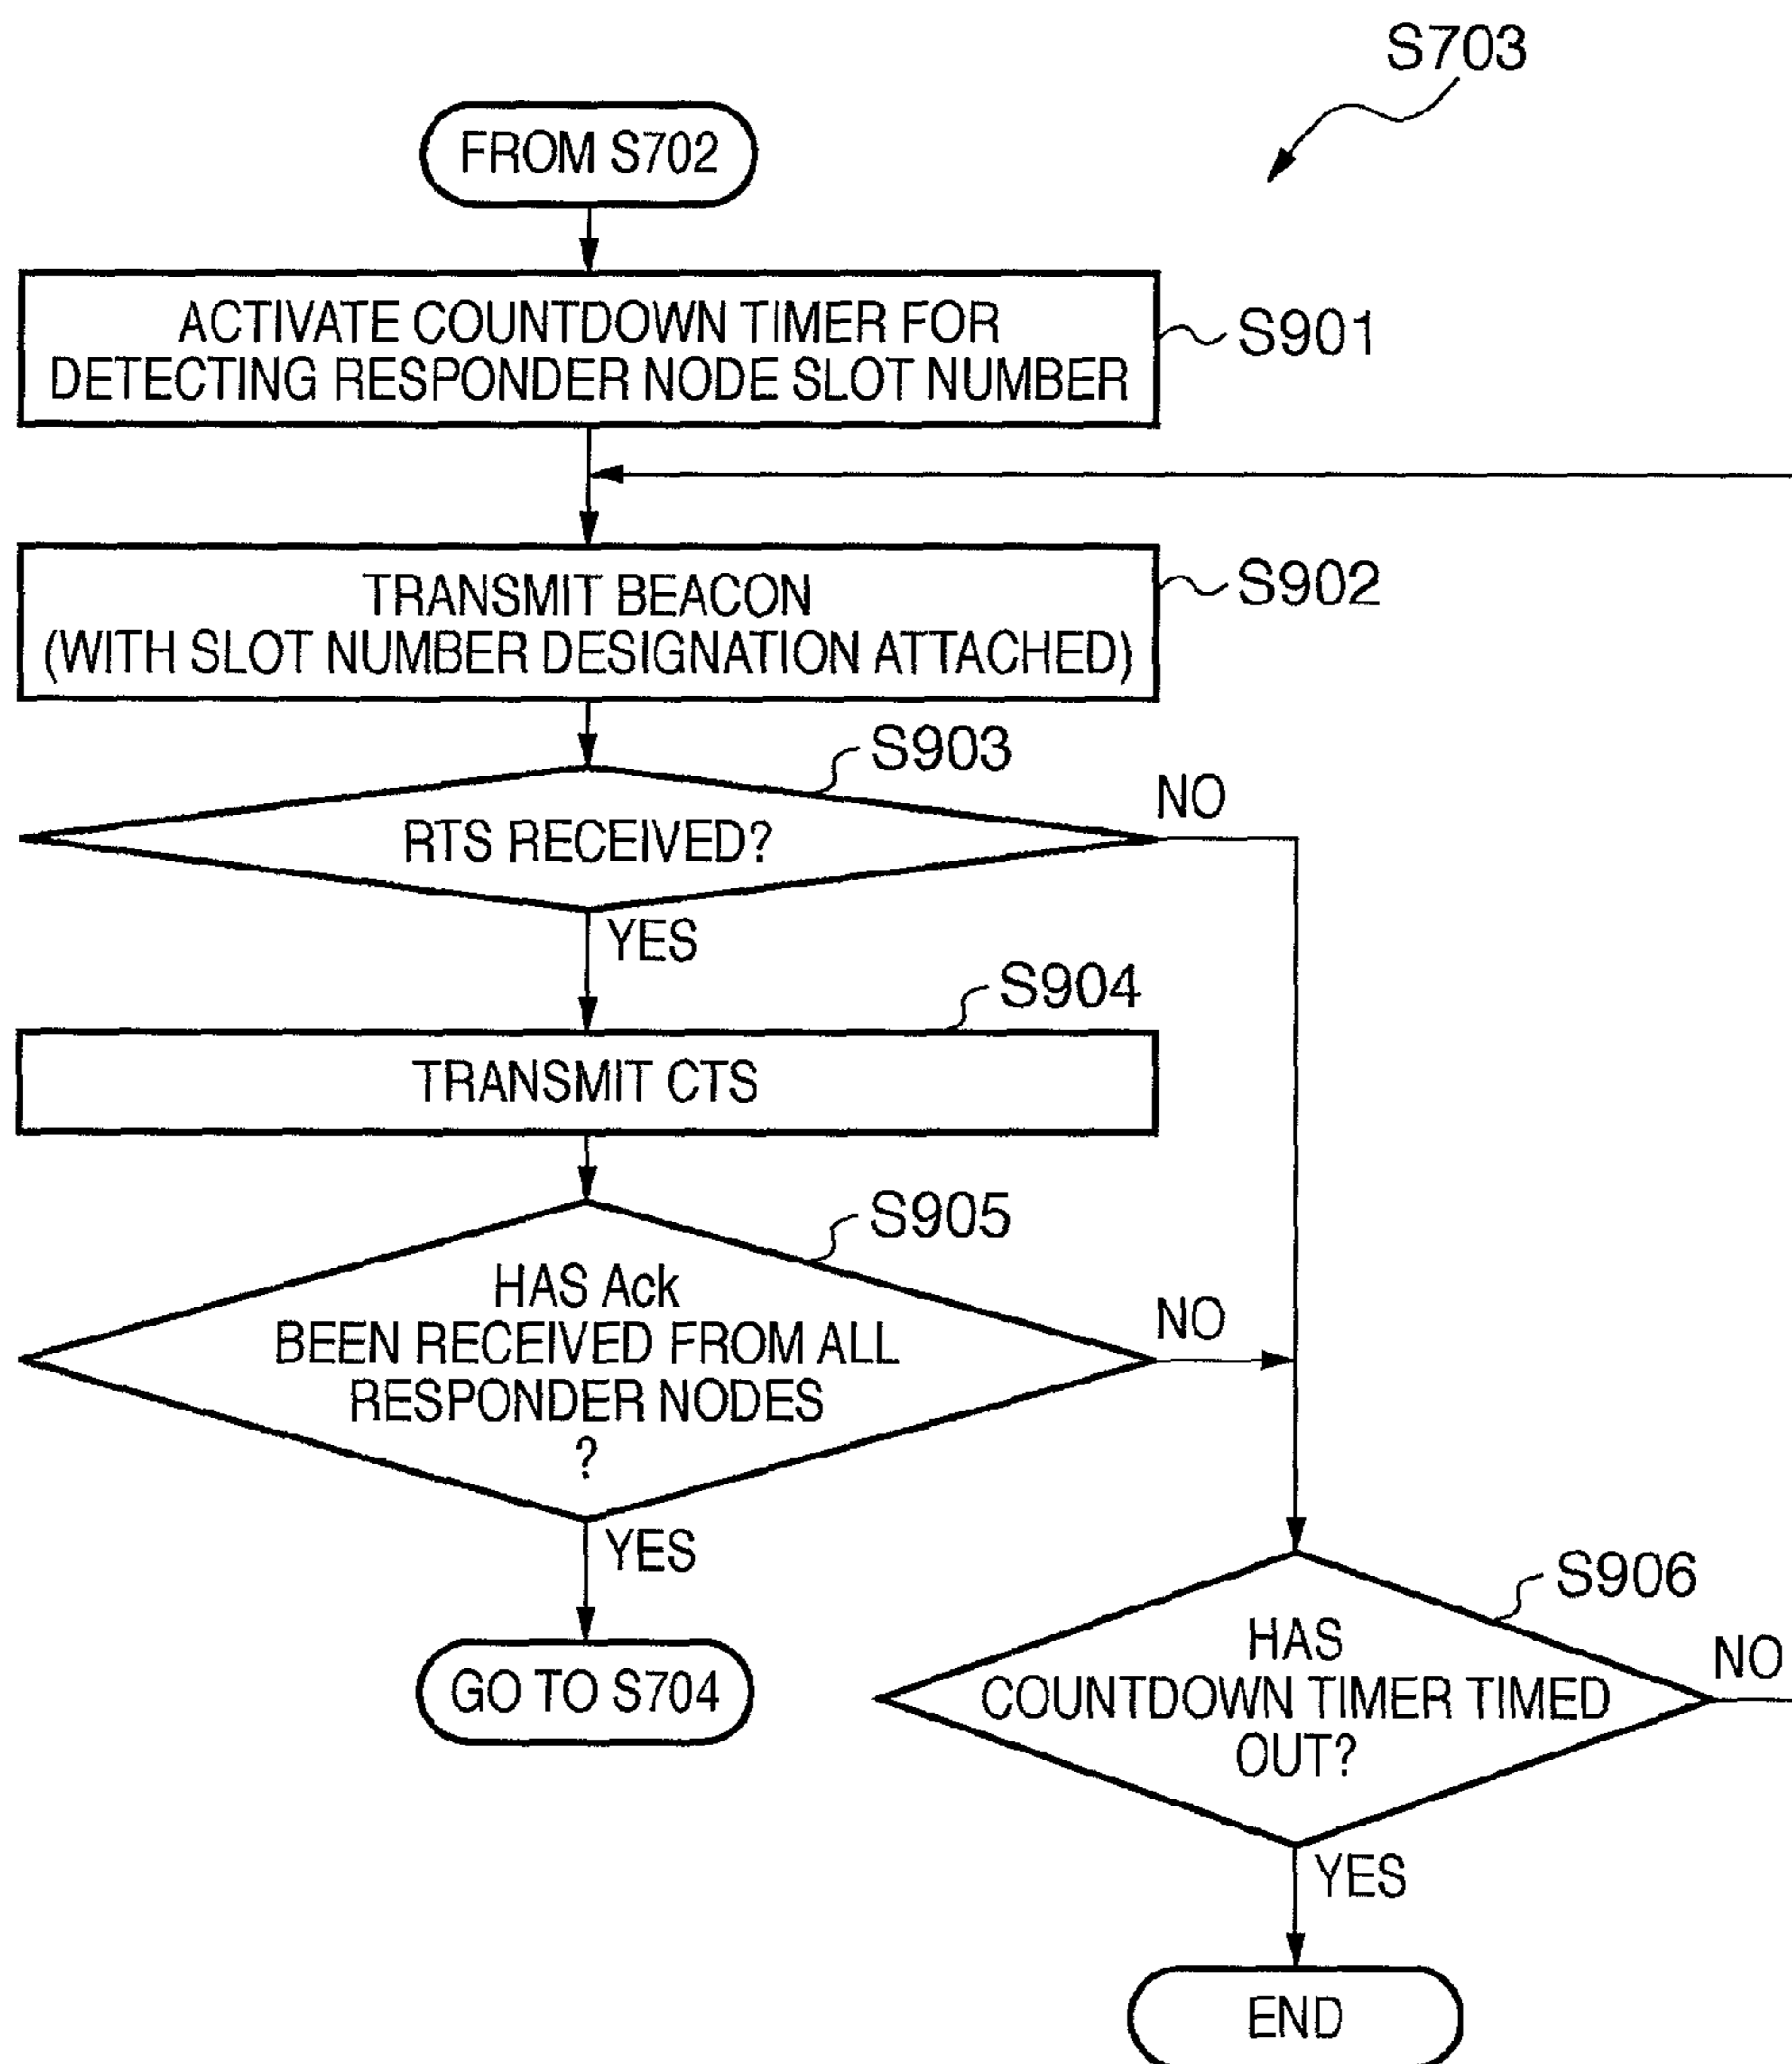 S703
FROM S702
ACTIVATE COUNTDOWN TIMER FOR
DETECTING RESPONDER NODE SLOT NUMBER
S901
TRANSMIT BEACON
(WITH SLOT NUMBER DESIGNATION ATTACHED)
S902
S903
RTS RECEIVED?
NO
YES
S904
TRANSMIT CTS
S905
HAS Ack
BEEN RECEIVED FROM ALL
RESPONDER NODES
?
NO
YES
GO TO S704
S906
HAS
COUNTDOWN TIMER TIMED
OUT?
NO
YES
END